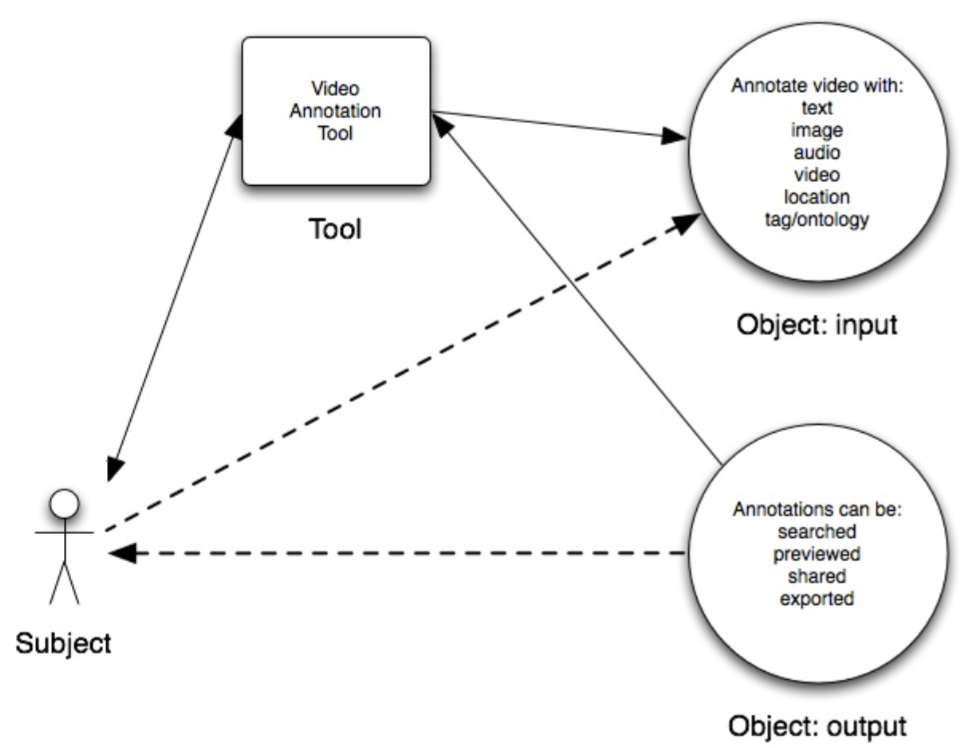 Video
Annotation
Tool
Tool
Annotate video with:
text
image
audio
video
location
tag/ontology
Object: input
Annotations can be:
searched
previewed
shared
exported
Object: output
Subject